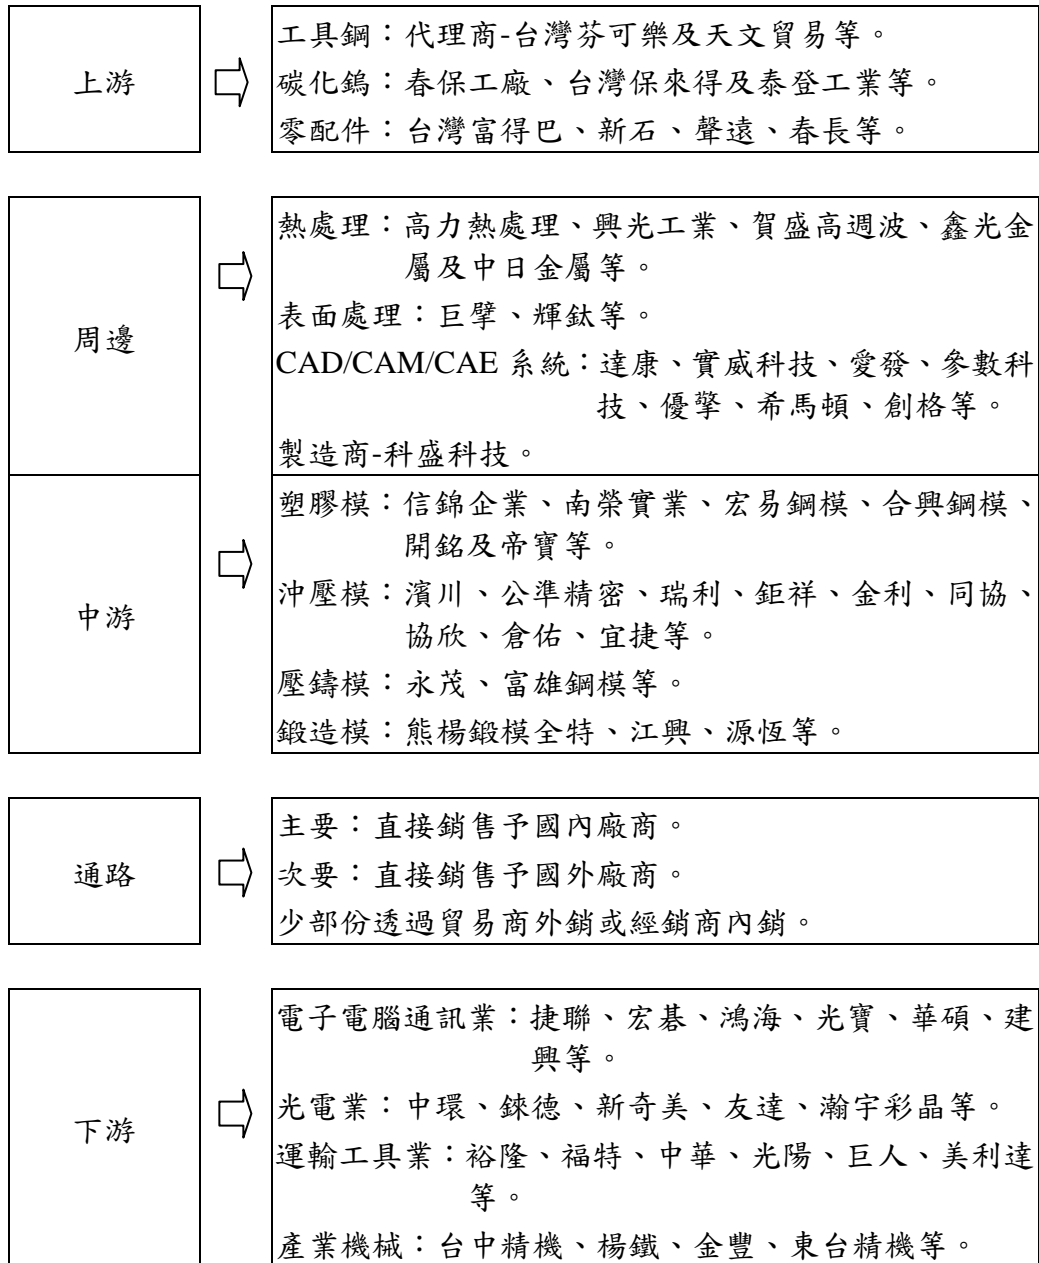 上游
工具鋼：代理商-台灣芬可樂及天文貿易等。
碳化鎢：春保工廠、台灣保來得及泰登工業等。
零配件：台灣富得巴、新石、聲遠、春長等。
周邊
熱處理：高力熱處理、興光工業、賀盛高週波、鑫光金
屬及中日金屬等。
表面處理：巨擘、輝鈦等。
CAD/CAM/CAE 系統：達康、實威科技、愛發、參數科
技、優擎、希馬頓、創格等。
製造商-科盛科技。
中游
塑膠模：信錦企業、南榮實業、宏易鋼模、合興鋼模、
開銘及帝寶等。
沖壓模：濱川、公準精密、瑞利、鉅祥、金利、同協、
協欣、倉佑、宜捷等。
壓鑄模：永茂、富雄鋼模等。
鍛造模：熊楊鍛模全特、江興、源恆等。
通路
主要：直接銷售予國內廠商。
次要：直接銷售予國外廠商。
少部份透過貿易商外銷或經銷商內銷。
下游
電子電腦通訊業：捷聯、宏碁、鴻海、光寶、華碩、建
興等。
光電業：中環、錸德、新奇美、友達、瀚宇彩晶等。
運輸工具業：裕隆、福特、中華、光陽、巨人、美利達
等。
產業機械：台中精機、楊鐵、金豐、東台精機等。